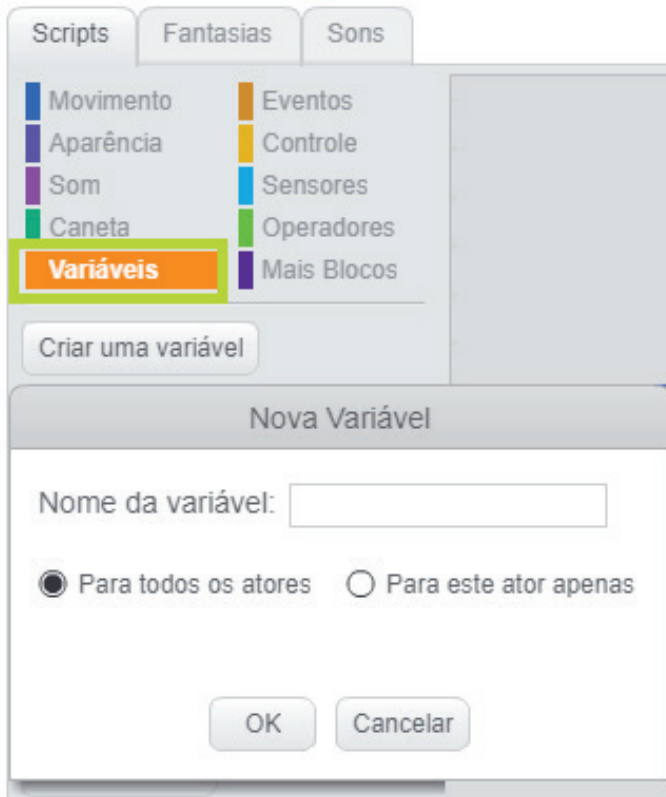 Scripts Fantasias Sons
Movimento Eventos
Aparência Controle
Som Sensores
Caneta Operadores
Variáveis Mais Blocos
Criar uma variável
Nova Variável
Nome da variável:
Para todos os atores Para este ator apenas
OK Cancelar